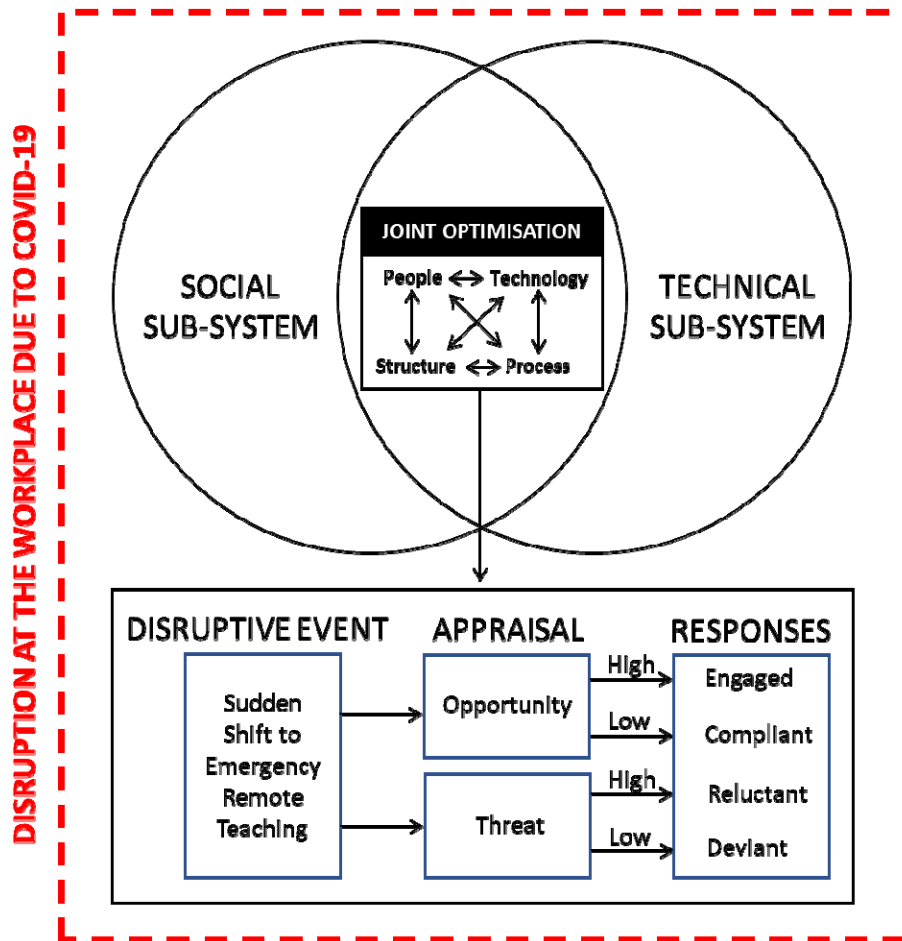 DISRUPTION AT THE WORKPLACE DUE TO COVID-19
SOCIAL
SUB-SYSTEM
JOINT OPTIMISATION
People Technology
Structure Process
TECHNICAL
SUB-SYSTEM
DISRUPTIVE EVENT
Sudden
Shift to
Emergency
Remote
Teaching
APPRAISAL
Opportunity
Threat
High
Low
High
Low
RESPONSES
Engaged
Compliant
Reluctant
Deviant